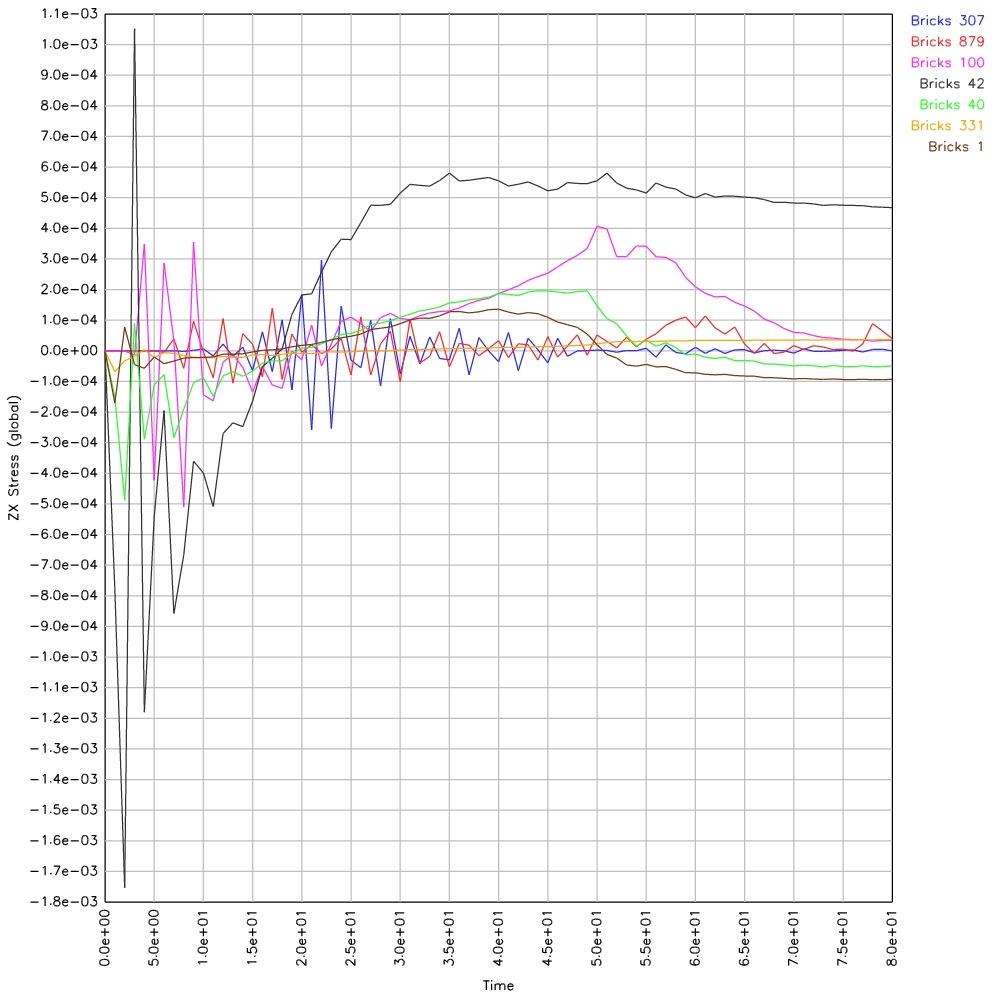 1.1e-03
1.0e-03
9.0e-04
8.0e-04
7.0e-04
6.0e-04
5.0e-04
4.0e-04
3.0e-04
2.0e-04
1.0e-04
0.0e+00
-1.0e-04
-2.0e-04
-3.0e-04
-4.0e-04
-5.0e-04
-6.0e-04
-7.0e-04
-8.0e-04
-9.0e-04
-1.0e-03
-1.1e-03
-1.2e-03
-1.3e-03
-1.4e-03
-1.5e-03
-1.6e-03
-1.7e-03
-1.8e-03
ZX Stress (global)
0.0e+00
5.0e+00
1.0e+01
1.5e+01
2.0e+01
2.5e+01
3.0e+01
3.5e+01
4.0e+01
4.5e+01
5.0e+01
5.5e+01
6.0e+01
6.5e+01
7.0e+01
7.5e+01
8.0e+01
Time
Bricks 307
Bricks 879
Bricks 100
Bricks 42
Bricks 40
Bricks 331
Bricks 1